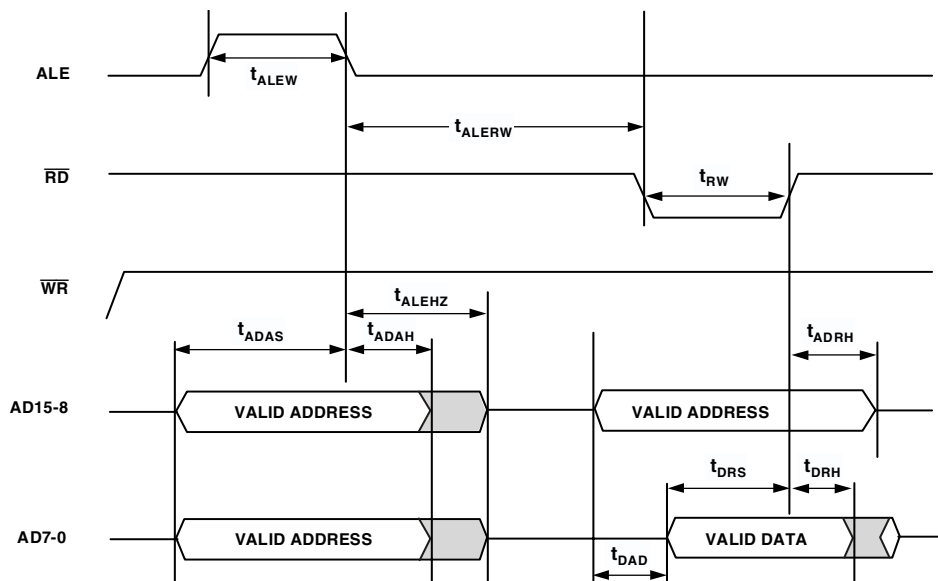 ALE
tALEW
tALERW
RD
tRW
WR
tALEHZ
tADAS
tADAH
tADRH
AD15-8
VALID ADDRESS
VALID ADDRESS
tDRS
tDRH
AD7-0
VALID ADDRESS
VALID DATA
tDAD